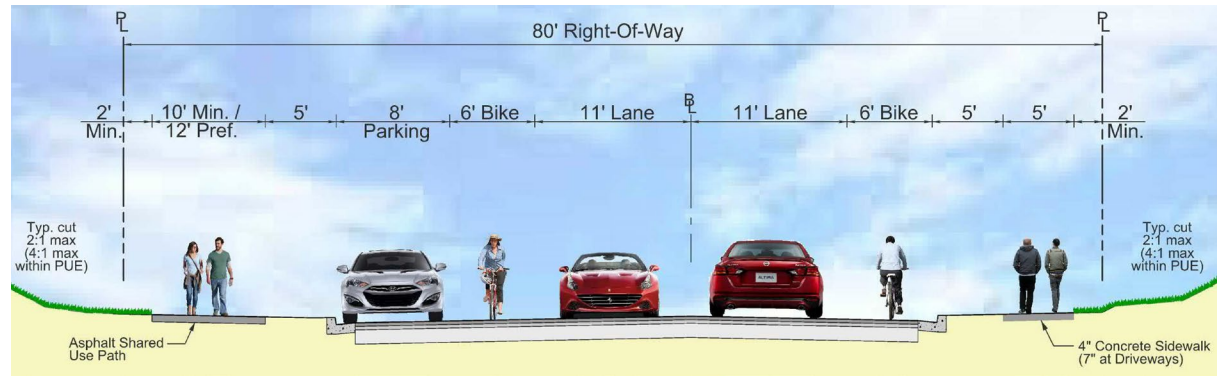 PL
PL
80' Right-Of-Way
BL
2'
Min.
10' Min. /
12' Pref.
5'
8'
Parking
6' Bike
11' Lane
11' Lane
6' Bike
5'
5'
2'
Min.
Typ. cut
2:1 max
(4:1 max
within PUE)
Typ. cut
2:1 max
(4:1 max
within PUE)
Asphalt Shared
Use Path
4" Concrete Sidewalk
(7" at Driveways)